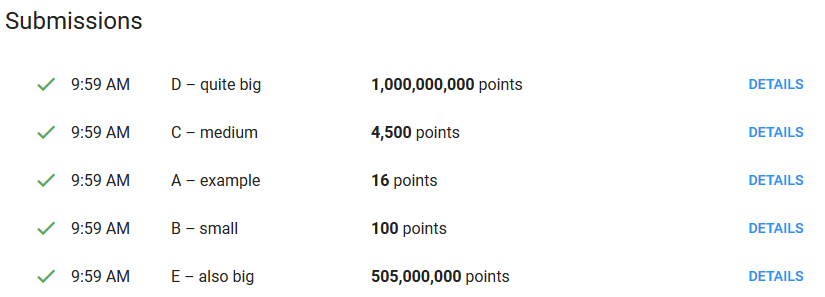 Submissions
9:59 AM D – quite big 1,000,000,000 points DETAILS
9:59 AM C – medium 4,500 points DETAILS
9:59 AM A – example 16 points DETAILS
9:59 AM B – small 100 points DETAILS
9:59 AM E – also big 505,000,000 points DETAILS